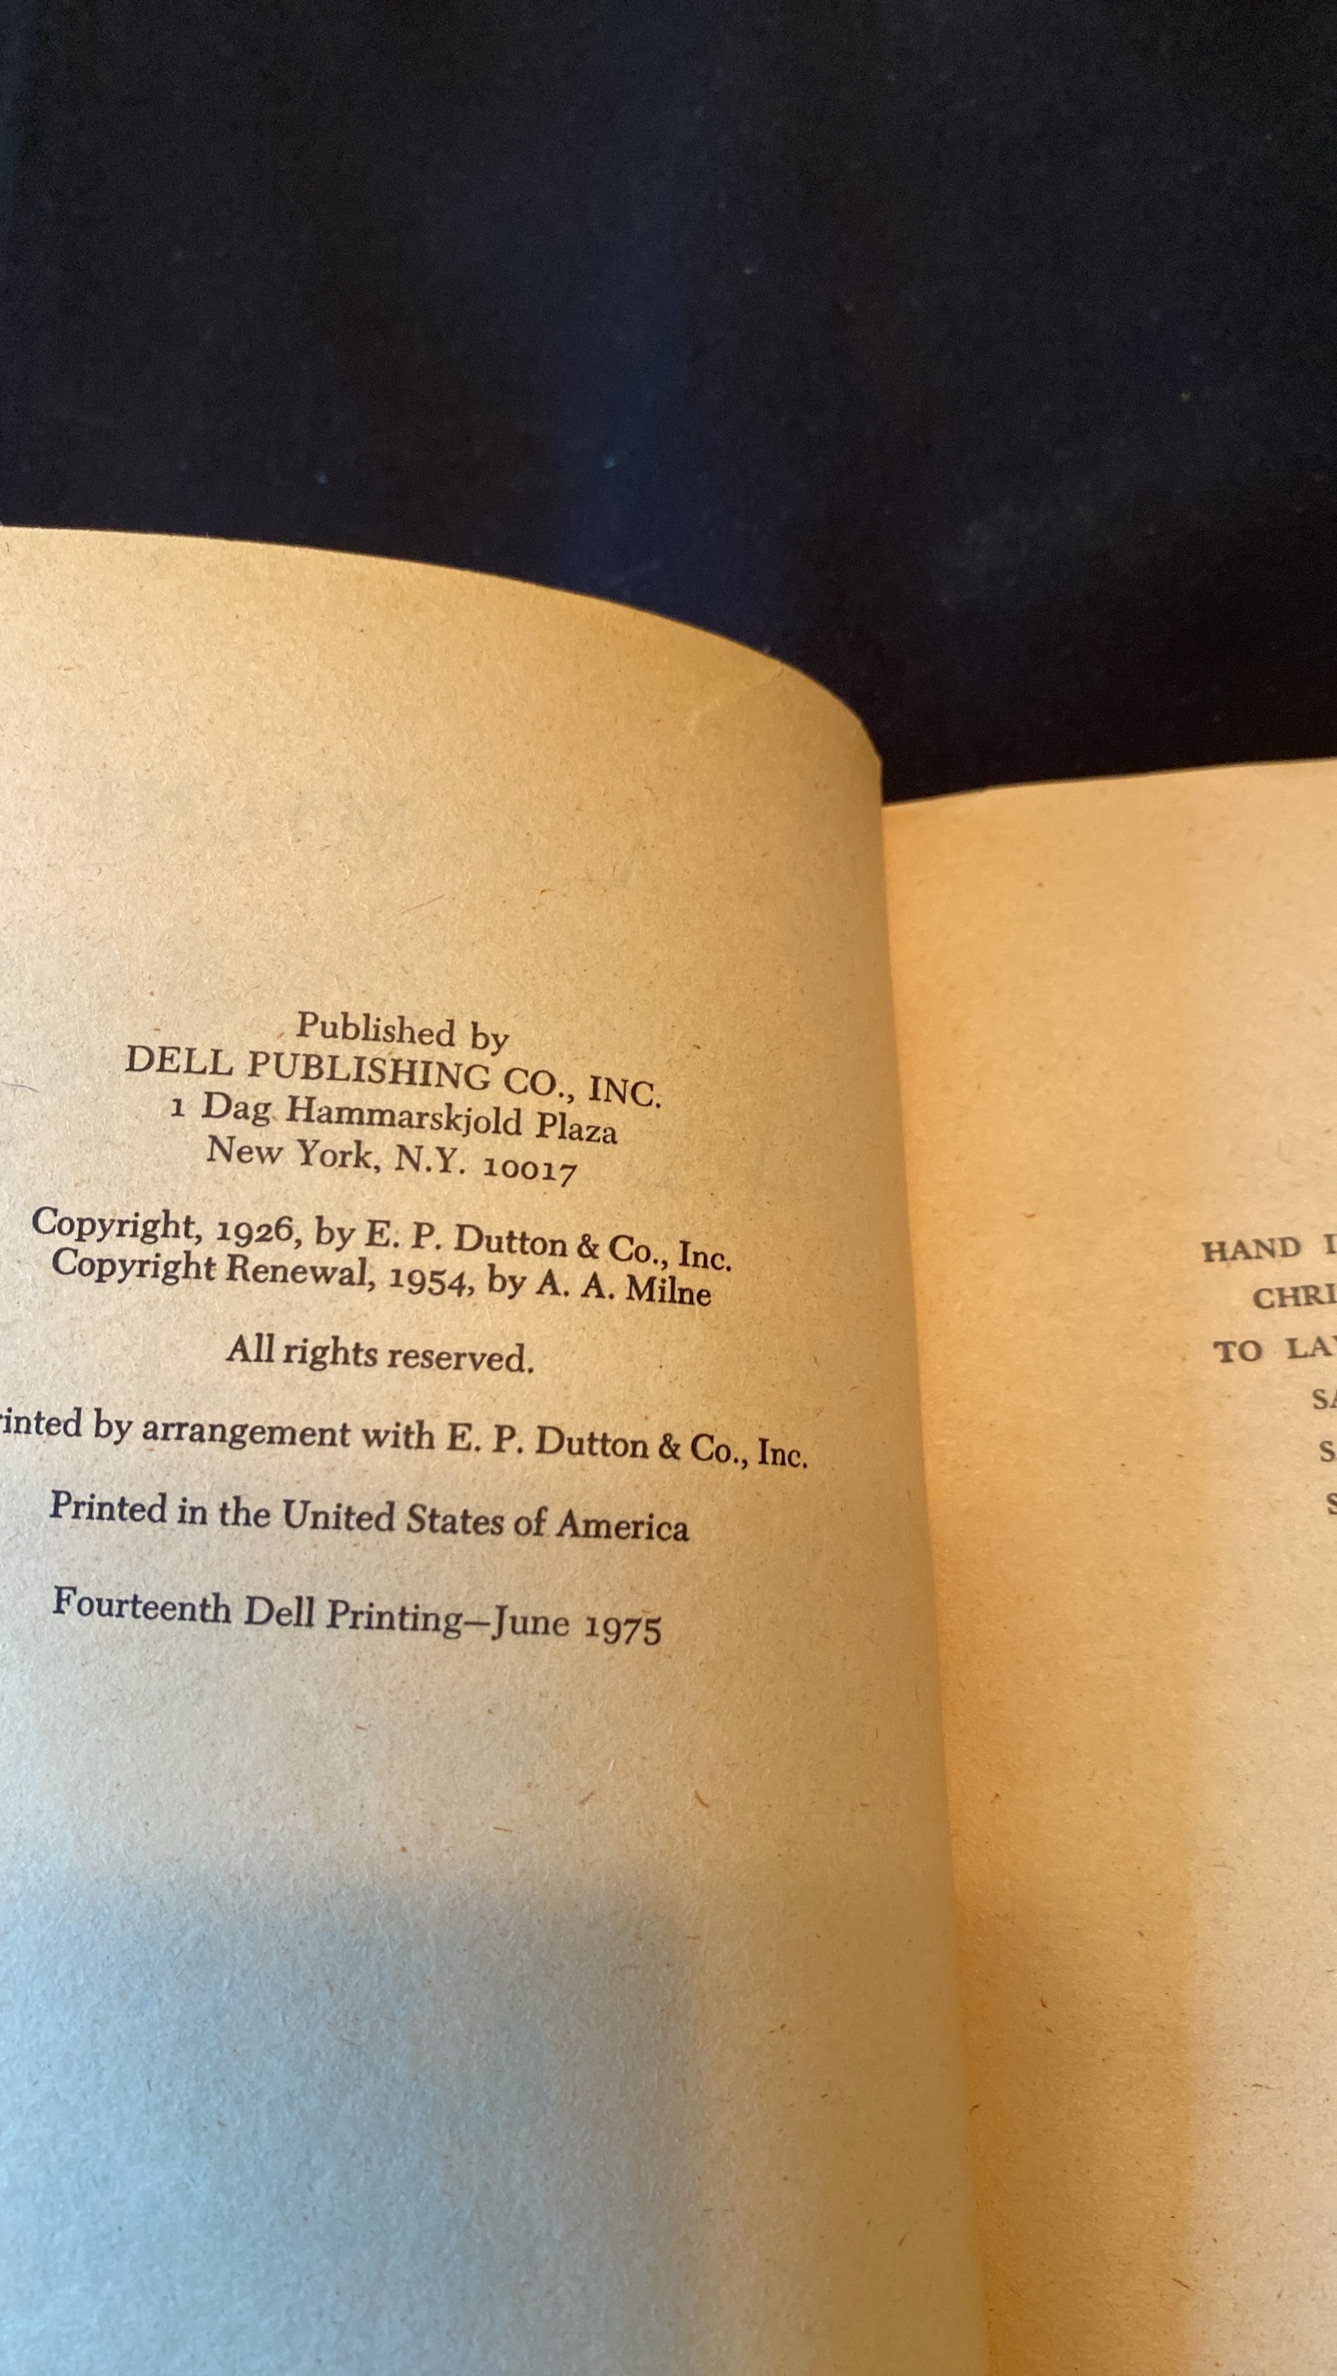 Published by
DELL PUBLISHING CO., INC.
1 Dag Hammarskjold Plaza
New York, N.Y. 10017
Copyright, 1926, by E. P. Dutton & Co., Inc.
Copyright Renewal, 1954, by A. A. Milne
All rights reserved.
inted by arrangement with E. P. Dutton & Co., Inc.
Printed in the United States of America
Fourteenth Dell Printing—June 1975
HAND I
CHRI
TO LA
SA
S
S